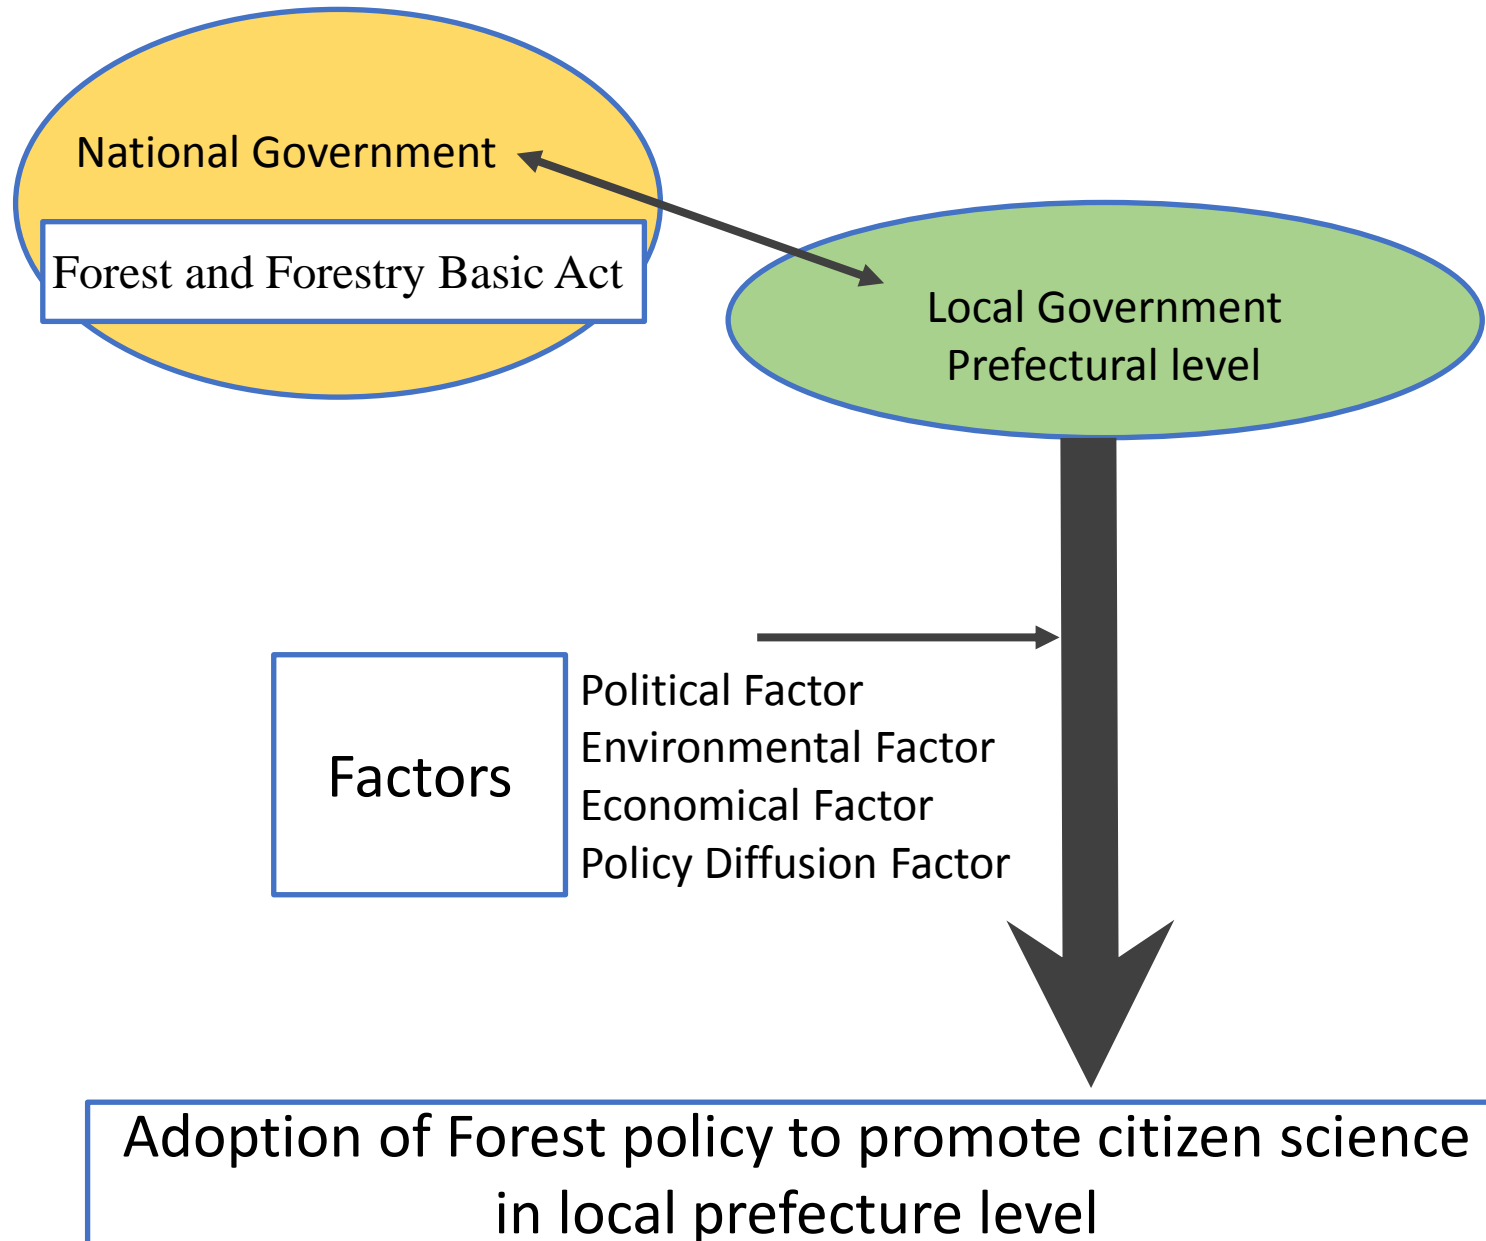 National Government
Forest and Forestry Basic Act
Local Government
Prefectural level
Factors
Political Factor
Environmental Factor
Economical Factor
Policy Diffusion Factor
Adoption of Forest policy to promote citizen science
in local prefecture level